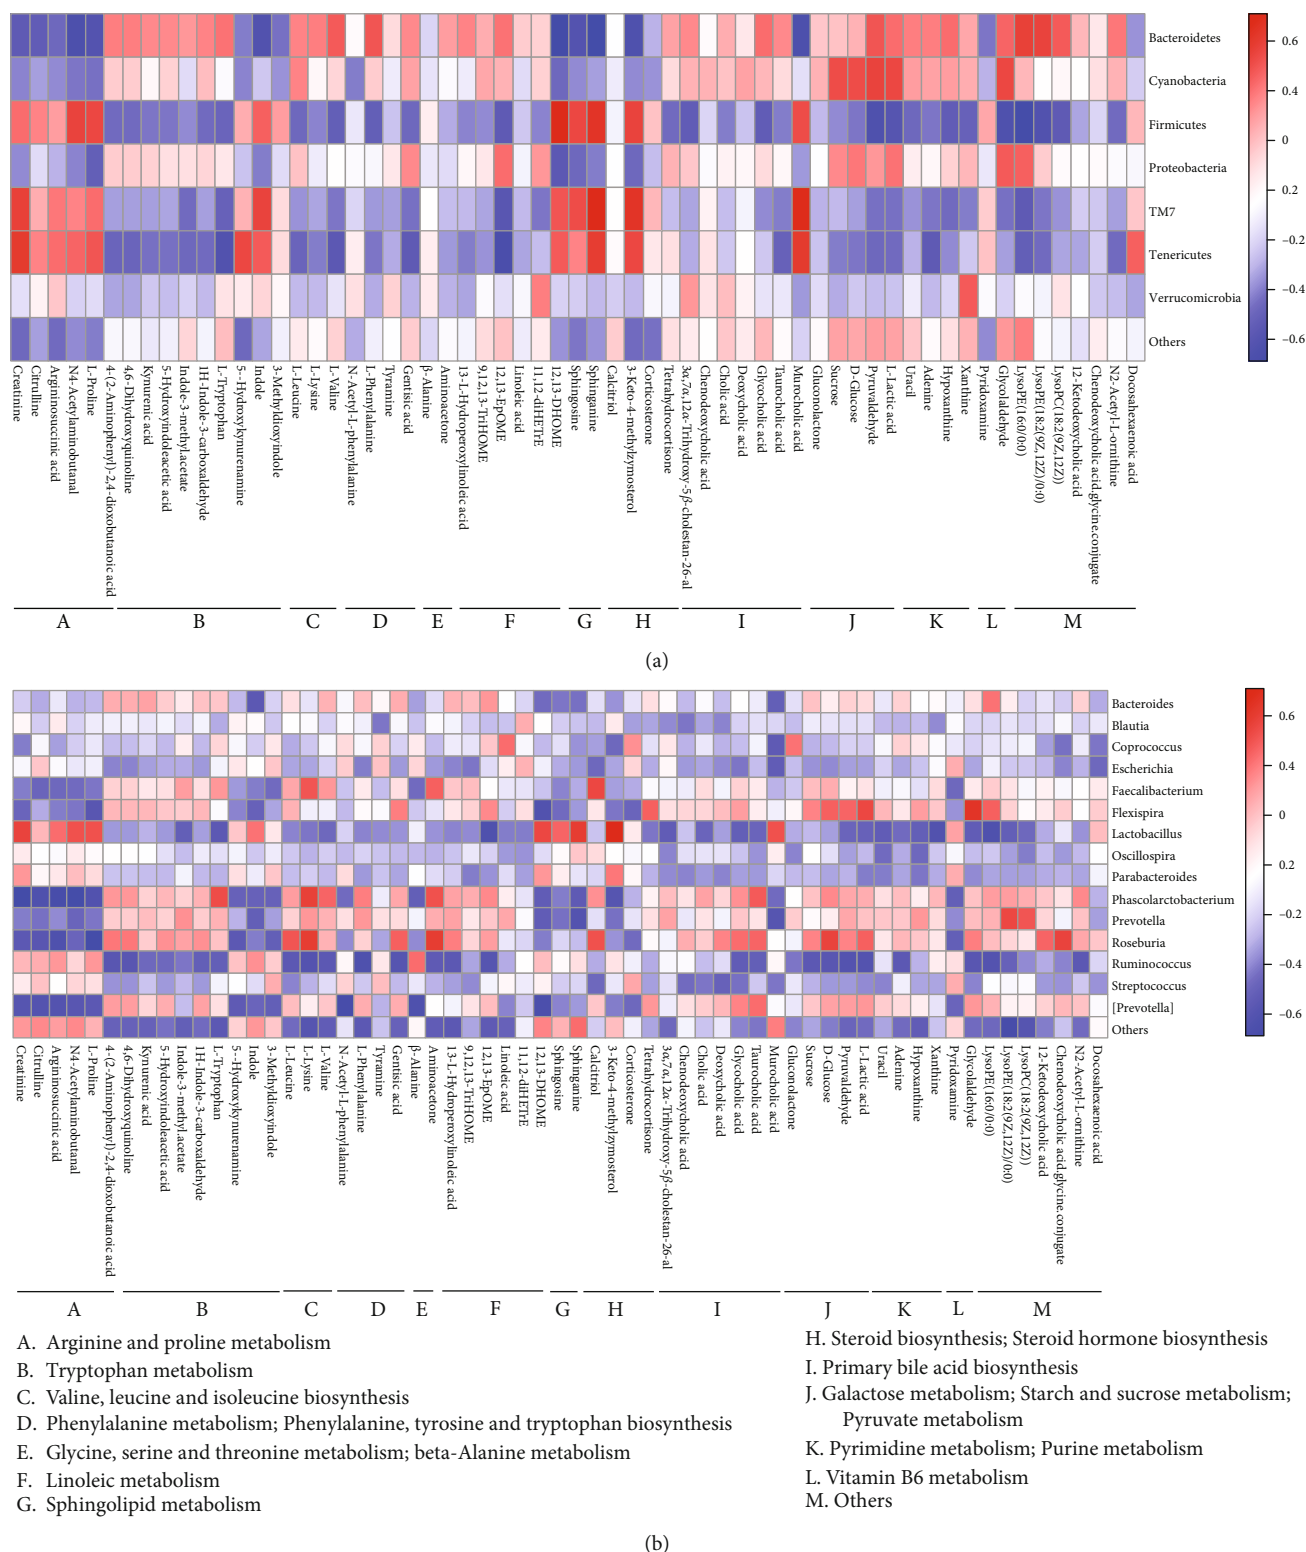 0.6
0.4
0
0.2
−0.2
−0.4
−0.6
Bacteroidetes
Cyanobacteria
Firmicutes
Proteobacteria
TM7
Tenericutes
Verrucomicrobia
Others
Creatinine
Citrulline
Argininosuccinic acid
N4-Acetylaminobutanal
L-Proline
4-(2-Aminophenyl)-2,4-dioxobutanoic acid
4,6-Dihydroxyquinoline
Kynurenic acid
5-Hydroxyindoleacetic acid
Indole-3-methyl.acetate
1H-Indole-3-carboxaldehyde
L-Tryptophan
5--Hydroxykynurenamine
Indole
3-Methyldioxyindole
L-Leucine
L-Lysine
L-Valine
N-Acetyl-L-phenylalanine
L-Phenylalanine
Tyramine
Gentisic acid
β-Alanine
Aminoacetone
13-L-Hydroperoxylinoleic acid
9,12,13-TriHOME
12,13-EpOME
Linoleic acid
11,12-diHETrE
12,13-DHOME
Sphingosine
Sphinganine
Calcitriol
3-Keto-4-methylzymosterol
Corticosterone
Tetrahydrocortisone
3α,7α,12α-Trihydroxy-5β-cholestan-26-al
Chenodeoxycholic acid
Cholic acid
Deoxycholic acid
Glycocholic acid
Taurocholic acid
Murocholic acid
Gluconolactone
Sucrose
D-Glucose
Pyruvaldehyde
L-Lactic acid
Uracil
Adenine
Hypoxanthine
Xanthine
Pyridoxamine
Glycolaldehyde
LysoPE(16:0/0:0)
LysoPE(18:2(9Z,12Z)/0:0)
LysoPC(18:2(9Z,12Z))
12-Ketodeoxycholic acid
Chenodeoxycholic acid.glycine.conjugate
N2-Acetyl-L-ornithine
Docosahexaenoic acid
A B C D E F G H I J K L M
(a)
0.6
0.4
0
0.2
−0.2
−0.4
−0.6
Bacteroides
Blautia
Coprococcus
Escherichia
Faecalibacterium
Flexispira
Lactobacillus
Oscillospira
Parabacteroides
Phascolarctobacterium
Prevotella
Roseburia
Ruminococcus
Streptococcus
[Prevotella]
Others
Creatinine
Citrulline
Argininosuccinic acid
N4-Acetylaminobutanal
L-Proline
4-(2-Aminophenyl)-2,4-dioxobutanoic acid
4,6-Dihydroxyquinoline
Kynurenic acid
5-Hydroxyindoleacetic acid
Indole-3-methyl.acetate
1H-Indole-3-carboxaldehyde
L-Tryptophan
5--Hydroxykynurenamine
Indole
3-Methyldioxyindole
L-Leucine
L-Lysine
L-Valine
N-Acetyl-L-phenylalanine
L-Phenylalanine
Tyramine
Gentisic acid
β-Alanine
Aminoacetone
13-L-Hydroperoxylinoleic acid
9,12,13-TriHOME
12,13-EpOME
Linoleic acid
11,12-diHETrE
12,13-DHOME
Sphingosine
Sphinganine
Calcitriol
3-Keto-4-methylzymosterol
Corticosterone
Tetrahydrocortisone
3α,7α,12α-Trihydroxy-5β-cholestan-26-al
Chenodeoxycholic acid
Cholic acid
Deoxycholic acid
Glycocholic acid
Taurocholic acid
Murocholic acid
Gluconolactone
Sucrose
D-Glucose
Pyruvaldehyde
L-Lactic acid
Uracil
Adenine
Hypoxanthine
Xanthine
Pyridoxamine
Glycolaldehyde
LysoPE(16:0/0:0)
LysoPE(18:2(9Z,12Z)/0:0)
LysoPC(18:2(9Z,12Z))
12-Ketodeoxycholic acid
Chenodeoxycholic acid.glycine.conjugate
N2-Acetyl-L-ornithine
Docosahexaenoic acid
A B C D E F G H I J K L M
A. Arginine and proline metabolism
B. Tryptophan metabolism
C. Valine, leucine and isoleucine biosynthesis
D. Phenylalanine metabolism; Phenylalanine, tyrosine and tryptophan biosynthesis
E. Glycine, serine and threonine metabolism; beta-Alanine metabolism
F. Linoleic metabolism
G. Sphingolipid metabolism
H. Steroid biosynthesis; Steroid hormone biosynthesis
I. Primary bile acid biosynthesis
J. Galactose metabolism; Starch and sucrose metabolism;
Pyruvate metabolism
K. Pyrimidine metabolism; Purine metabolism
L. Vitamin B6 metabolism
M. Others
(b)